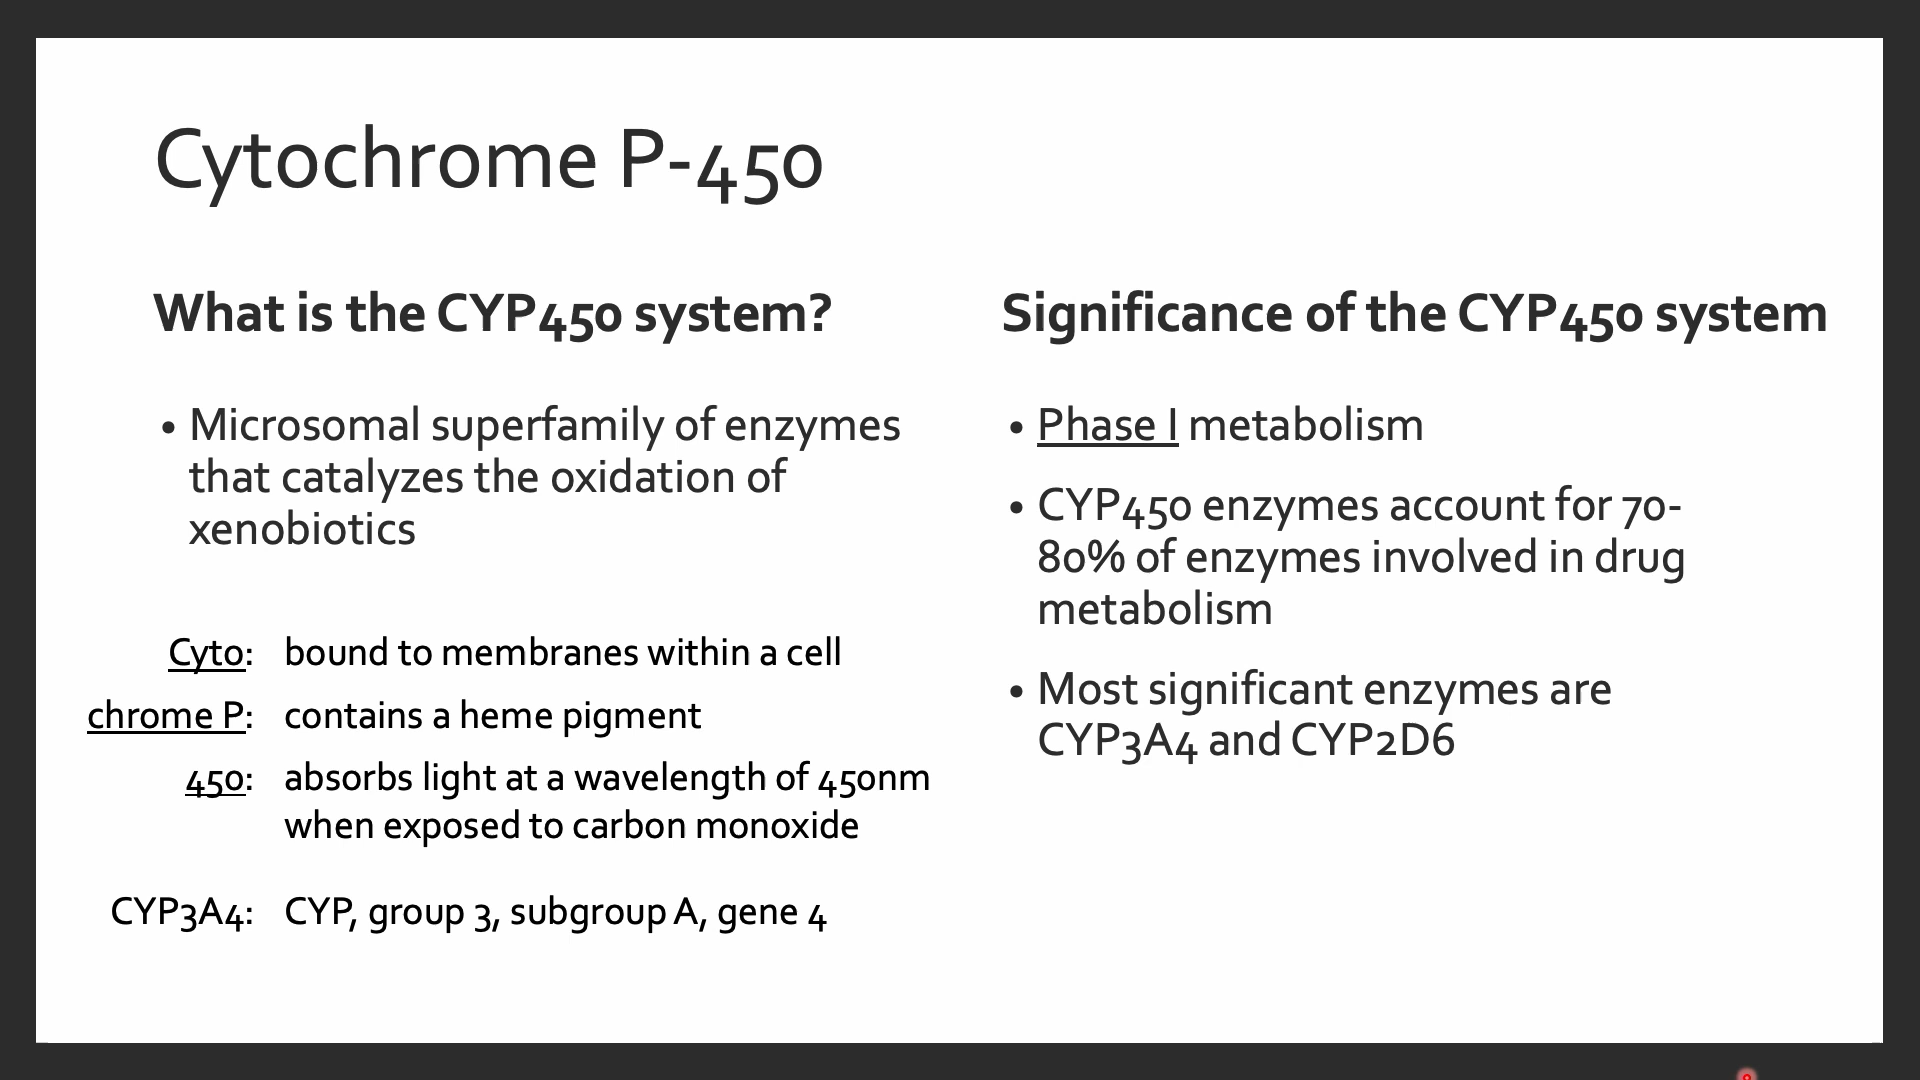 Cytochrome P-450
What is the CYP450 system?
• Microsomal superfamily of enzymes
that catalyzes the oxidation of
xenobiotics
Cyto: bound to membranes within a cell
chrome P: contains a heme pigment
450: absorbs light at a wavelength of 450nm
when exposed to carbon monoxide
CYP3A4: CYP, group 3, subgroup A, gene 4
Significance of the CYP450 system
• Phase I metabolism
• CYP450 enzymes account for 70-
80% of enzymes involved in drug
metabolism
• Most significant enzymes are
CYP3A4 and CYP2D6